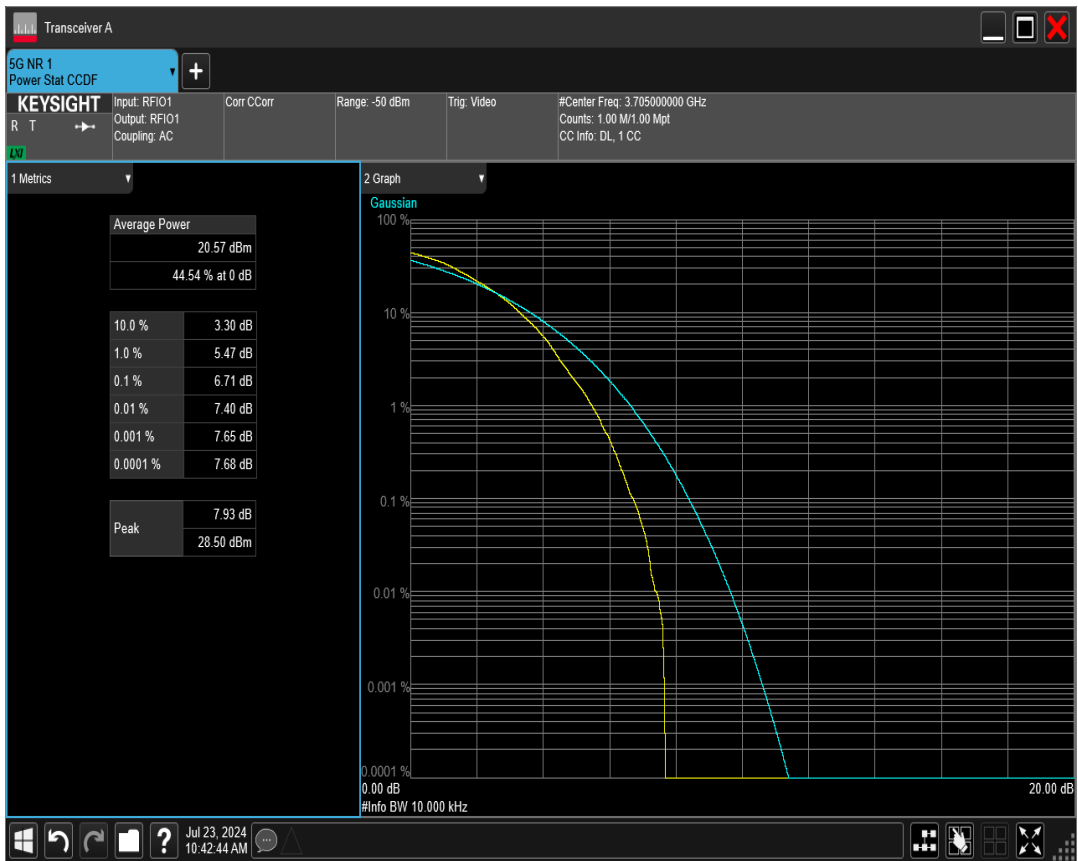 Transceiver A
5G NR 1
Power Stat CCDF
KEYSIGHT
R T
LXI
Input: RFIO1
Output: RFIO1
Coupling: AC
Corr CCorr
Range: -50 dBm
Trig: Video
#Center Freq: 3.705000000 GHz
Counts: 1.00 M/1.00 Mpt
CC Info: DL, 1 CC
1 Metrics
Average Power
20.57 dBm
44.54 % at 0 dB
10.0 % 3.30 dB
1.0 % 5.47 dB
0.1 % 6.71 dB
0.01 % 7.40 dB
0.001 % 7.65 dB
0.0001 % 7.68 dB
Peak
7.93 dB
28.50 dBm
2 Graph
Gaussian
100 %
10 %
1 %
0.1 %
0.01 %
0.001 %
0.0001 %
0.00 dB 20.00 dB
#Info BW 10.000 kHz
?
Jul 23, 2024
10:42:44 AM